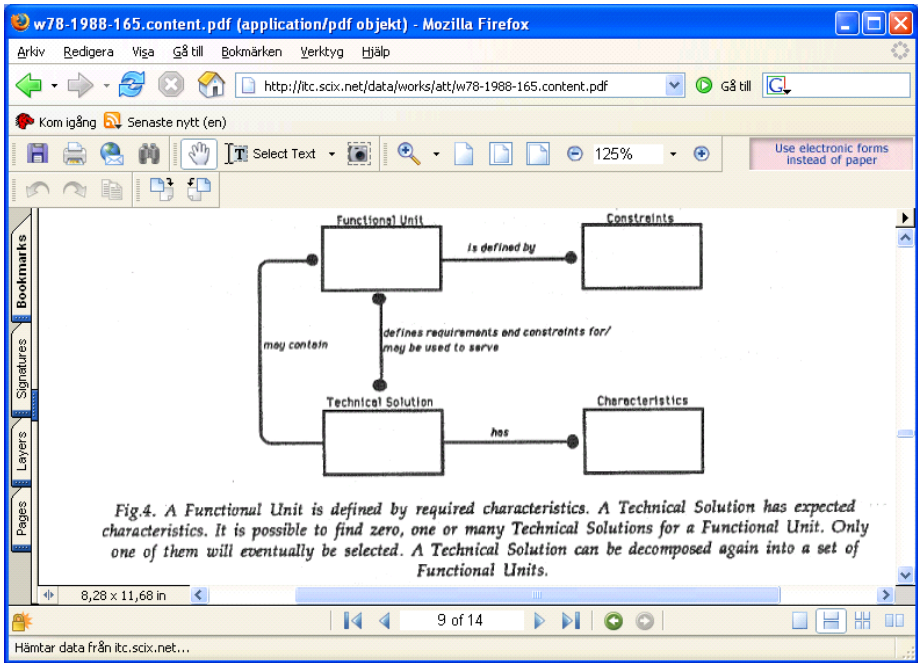 w78-1988-165.content.pdf (application/pdf objekt) - Mozilla Firefox
Arkiv Redigera Visa Gå till Bokmärken Verktyg Hjälp
http://itc.scix.net/data/works/att/w78-1988-165.content.pdf Gå till G
Kom igång Senaste nytt (en)
Select Text 125% Use electronic forms
instead of paper
Bookmarks
Signatures
Layers
Pages
Functional Unit Constraints
is defined by
may contain
defines requirements and constraints for/
may be used to serve
Technical Solution Characteristics
has
Fig.4. A Functional Unit is defined by required characteristics. A Technical Solution has expected
characteristics. It is possible to find zero, one or many Technical Solutions for a Functional Unit. Only
one of them will eventually be selected. A Technical Solution can be decomposed again into a set of
Functional Units.
8,28 x 11,68 in
9 of 14
Hämtar data från itc.scix.net...